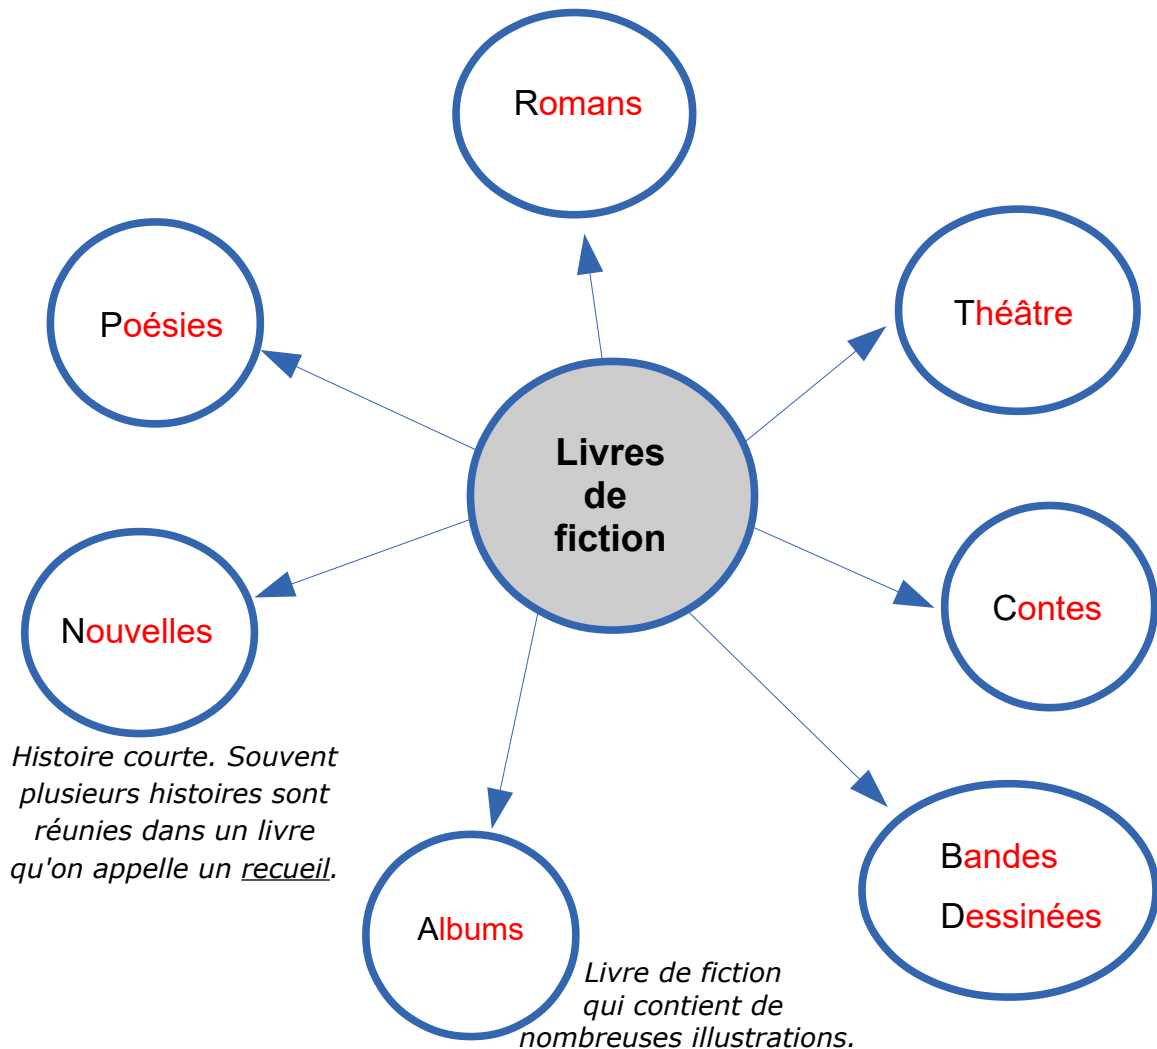 Romans
Poésies
Théâtre
Livres
de
fiction
Nouvelles
Contes
Histoire courte. Souvent
plusieurs histoires sont
réunies dans un livre
qu'on appelle un recueil.
Bandes
Dessinées
Albums
Livre de fiction
qui contient de
nombreuses illustrations.